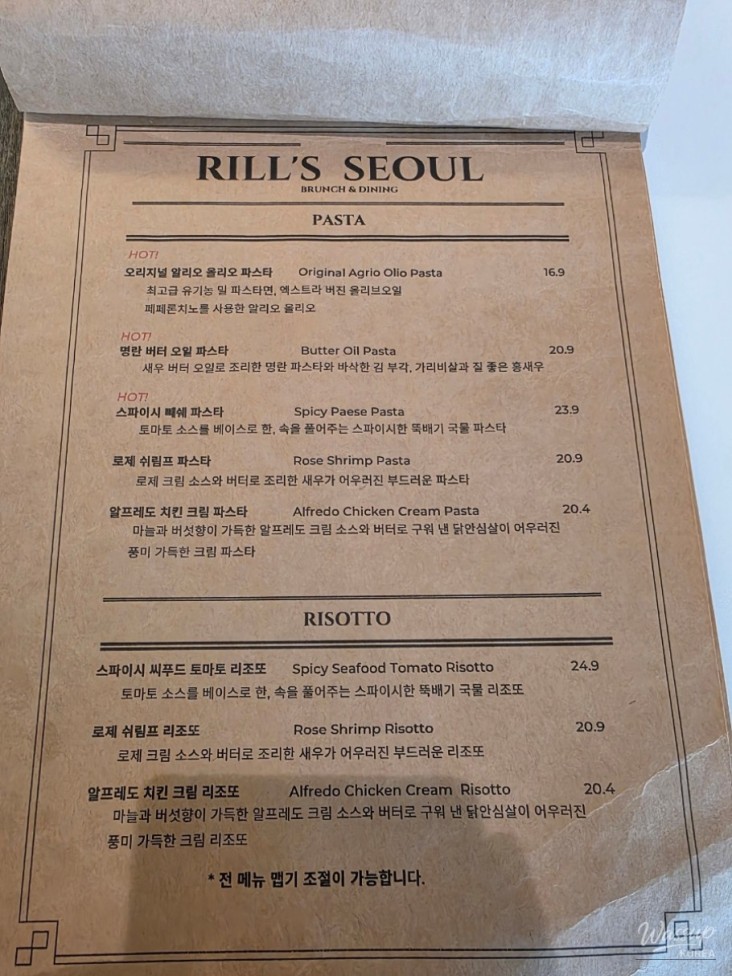 RILL'S SEOUL
BRUNCH & DINING
PASTA
HOT!
오리지널 알리오 올리오 파스타 Original Agrio Olio Pasta 16.9
최고급 유기농 밀 파스타면, 엑스트라 버진 올리브오일
페페론치노를 사용한 알리오 올리오
HOT!
명란 버터 오일 파스타 Butter Oil Pasta 20.9
새우 버터 오일로 조리한 명란 파스타와 바삭한 김 부각, 가리비살과 질 좋은 홍새우
HOT!
스파이시 빼쉐 파스타 Spicy Paese Pasta 23.9
토마토 소스를 베이스로 한, 속을 풀어주는 스파이시한 뚝배기 국물 파스타
로제 쉬림프 파스타 Rose Shrimp Pasta 20.9
로제 크림 소스와 버터로 조리한 새우가 어우러진 부드러운 파스타
알프레도 치킨 크림 파스타 Alfredo Chicken Cream Pasta 20.4
마늘과 버섯향이 가득한 알프레도 크림 소스와 버터로 구워 낸 닭안심살이 어우러진
풍미 가득한 크림 파스타
RISOTTO
스파이시 씨푸드 토마토 리조또 Spicy Seafood Tomato Risotto 24.9
토마토 소스를 베이스로 한, 속을 풀어주는 스파이시한 뚝배기 국물 리조또
로제 쉬림프 리조또 Rose Shrimp Risotto 20.9
로제 크림 소스와 버터로 조리한 새우가 어우러진 부드러운 리조또
알프레도 치킨 크림 리조또 Alfredo Chicken Cream Risotto 20.4
마늘과 버섯향이 가득한 알프레도 크림 소스와 버터로 구워 낸 닭안심살이 어우러진
풍미 가득한 크림 리조또
* 전 메뉴 맵기 조절이 가능합니다.
KOREA